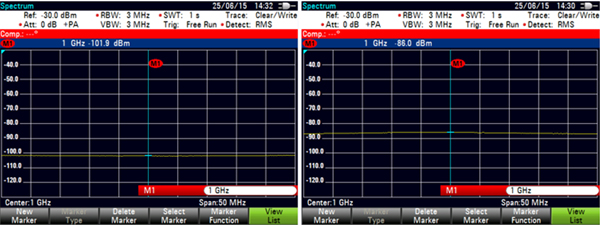 Spectrum 25/06/15 15:32
Ref: -30.0 dBm • RBW: 3 MHz • SWT: 1 s Trace: Clear/Write
• Att: 0 dB •PA VBW: 3 MHz Trig: Free Run • Detect: RMS
Comp.: ---*
M1 1 GHz -101.9 dBm
M1
-40.0
-50.0
-60.0
-70.0
-80.0
-90.0
-100.0
-110.0
-120.0
M1 1 GHz
Center:1 GHz Span:50 MHz
New Marker Marker Type Delete Marker Select Marker Marker Function View List
Spectrum 25/06/15 14:30
Ref: -30.0 dBm • RBW: 3 MHz • SWT: 1 s Trace: Clear/Write
• Att: 0 dB •PA VBW: 3 MHz Trig: Free Run • Detect: RMS
Comp.: ---*
M1 1 GHz -86.0 dBm
M1
-40.0
-50.0
-60.0
-70.0
-80.0
-90.0
-100.0
-110.0
-120.0
M1 1 GHz
Center:1 GHz Span:50 MHz
New Marker Marker Type Delete Marker Select Marker Marker Function View List